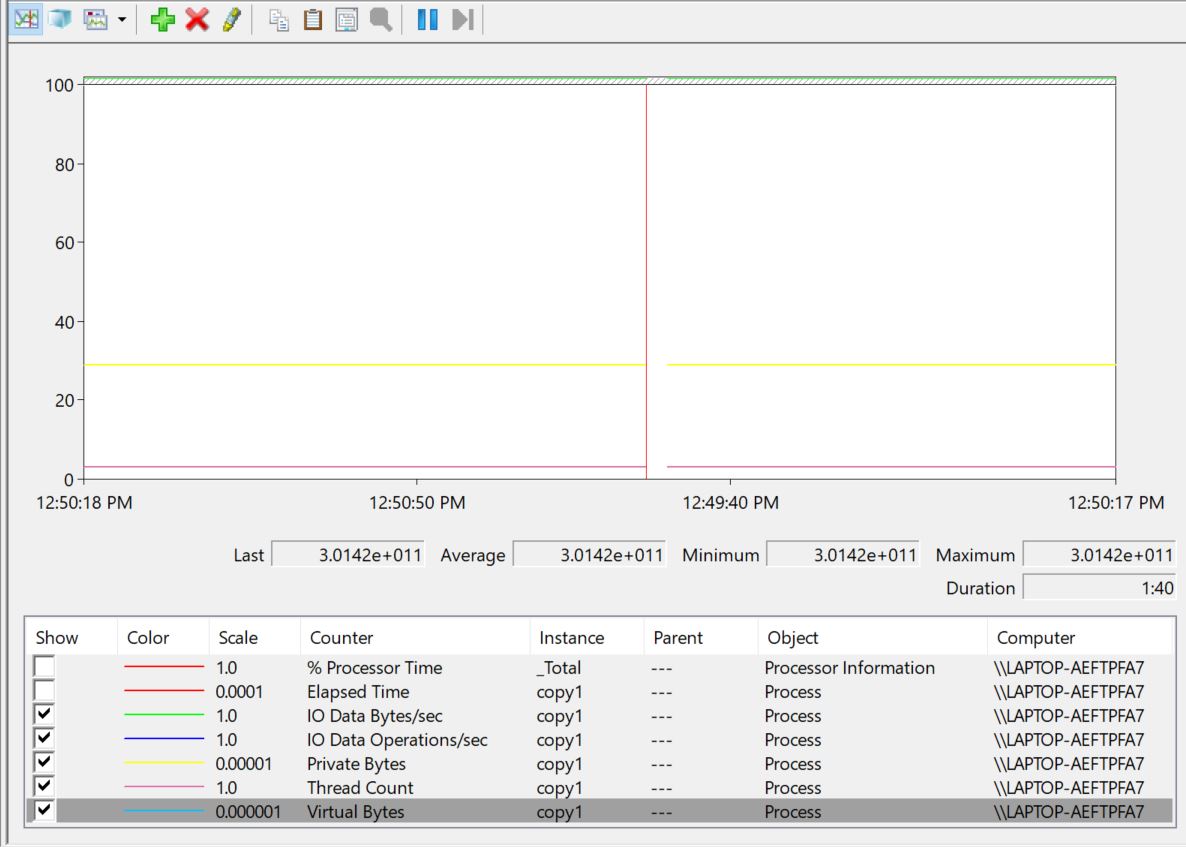 100
80
60
40
20
0
12:50:18 PM 12:50:50 PM 12:49:40 PM 12:50:17 PM
Last 3.0142e+011 Average 3.0142e+011 Minimum 3.0142e+011 Maximum 3.0142e+011
Duration 1:40
Show Color Scale Counter Instance Parent Object Computer
1.0 % Processor Time _Total --- Processor Information \\LAPTOP-AEFTPFA7
0.0001 Elapsed Time copy1 --- Process \\LAPTOP-AEFTPFA7
1.0 IO Data Bytes/sec copy1 --- Process \\LAPTOP-AEFTPFA7
1.0 IO Data Operations/sec copy1 --- Process \\LAPTOP-AEFTPFA7
0.00001 Private Bytes copy1 --- Process \\LAPTOP-AEFTPFA7
1.0 Thread Count copy1 --- Process \\LAPTOP-AEFTPFA7
0.000001 Virtual Bytes copy1 --- Process \\LAPTOP-AEFTPFA7